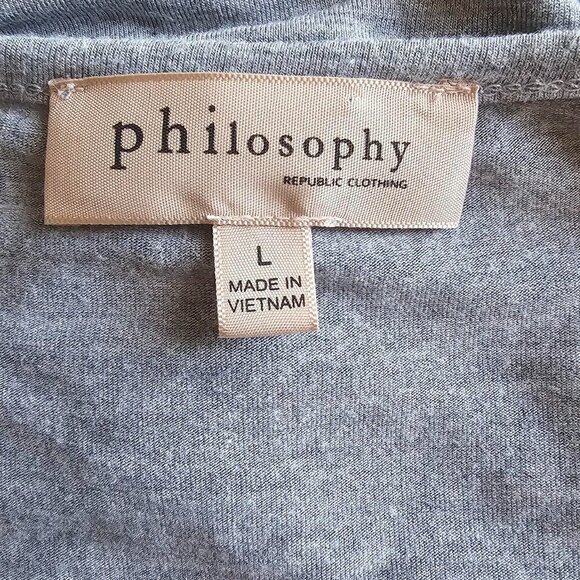 philosophy
REPUBLIC CLOTHING
L
MADE IN
VIETNAM